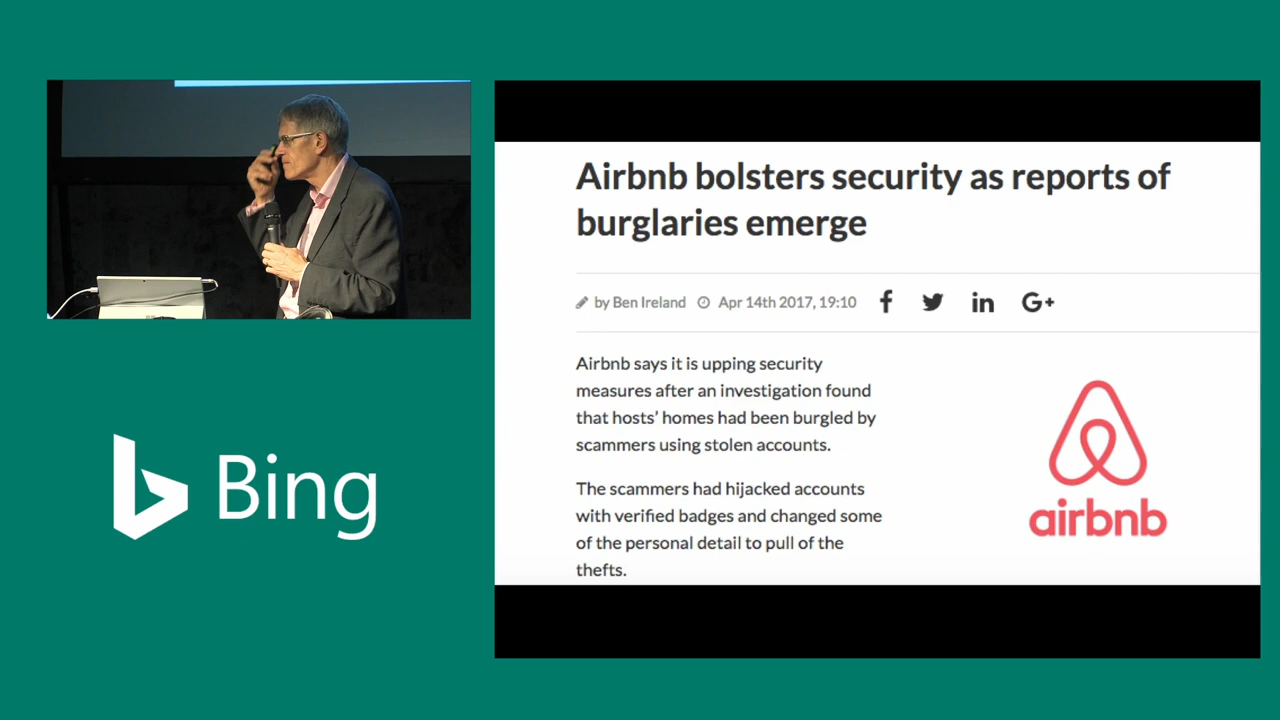 Airbnb bolsters security as reports of
burglaries emerge
by Ben Ireland Apr 14th 2017, 19:10 f in G+
Airbnb says it is upping security
measures after an investigation found
that hosts’ homes had been burgled by
scammers using stolen accounts.
The scammers had hijacked accounts
with verified badges and changed some
of the personal detail to pull of the
thefts.
airbnb
Bing